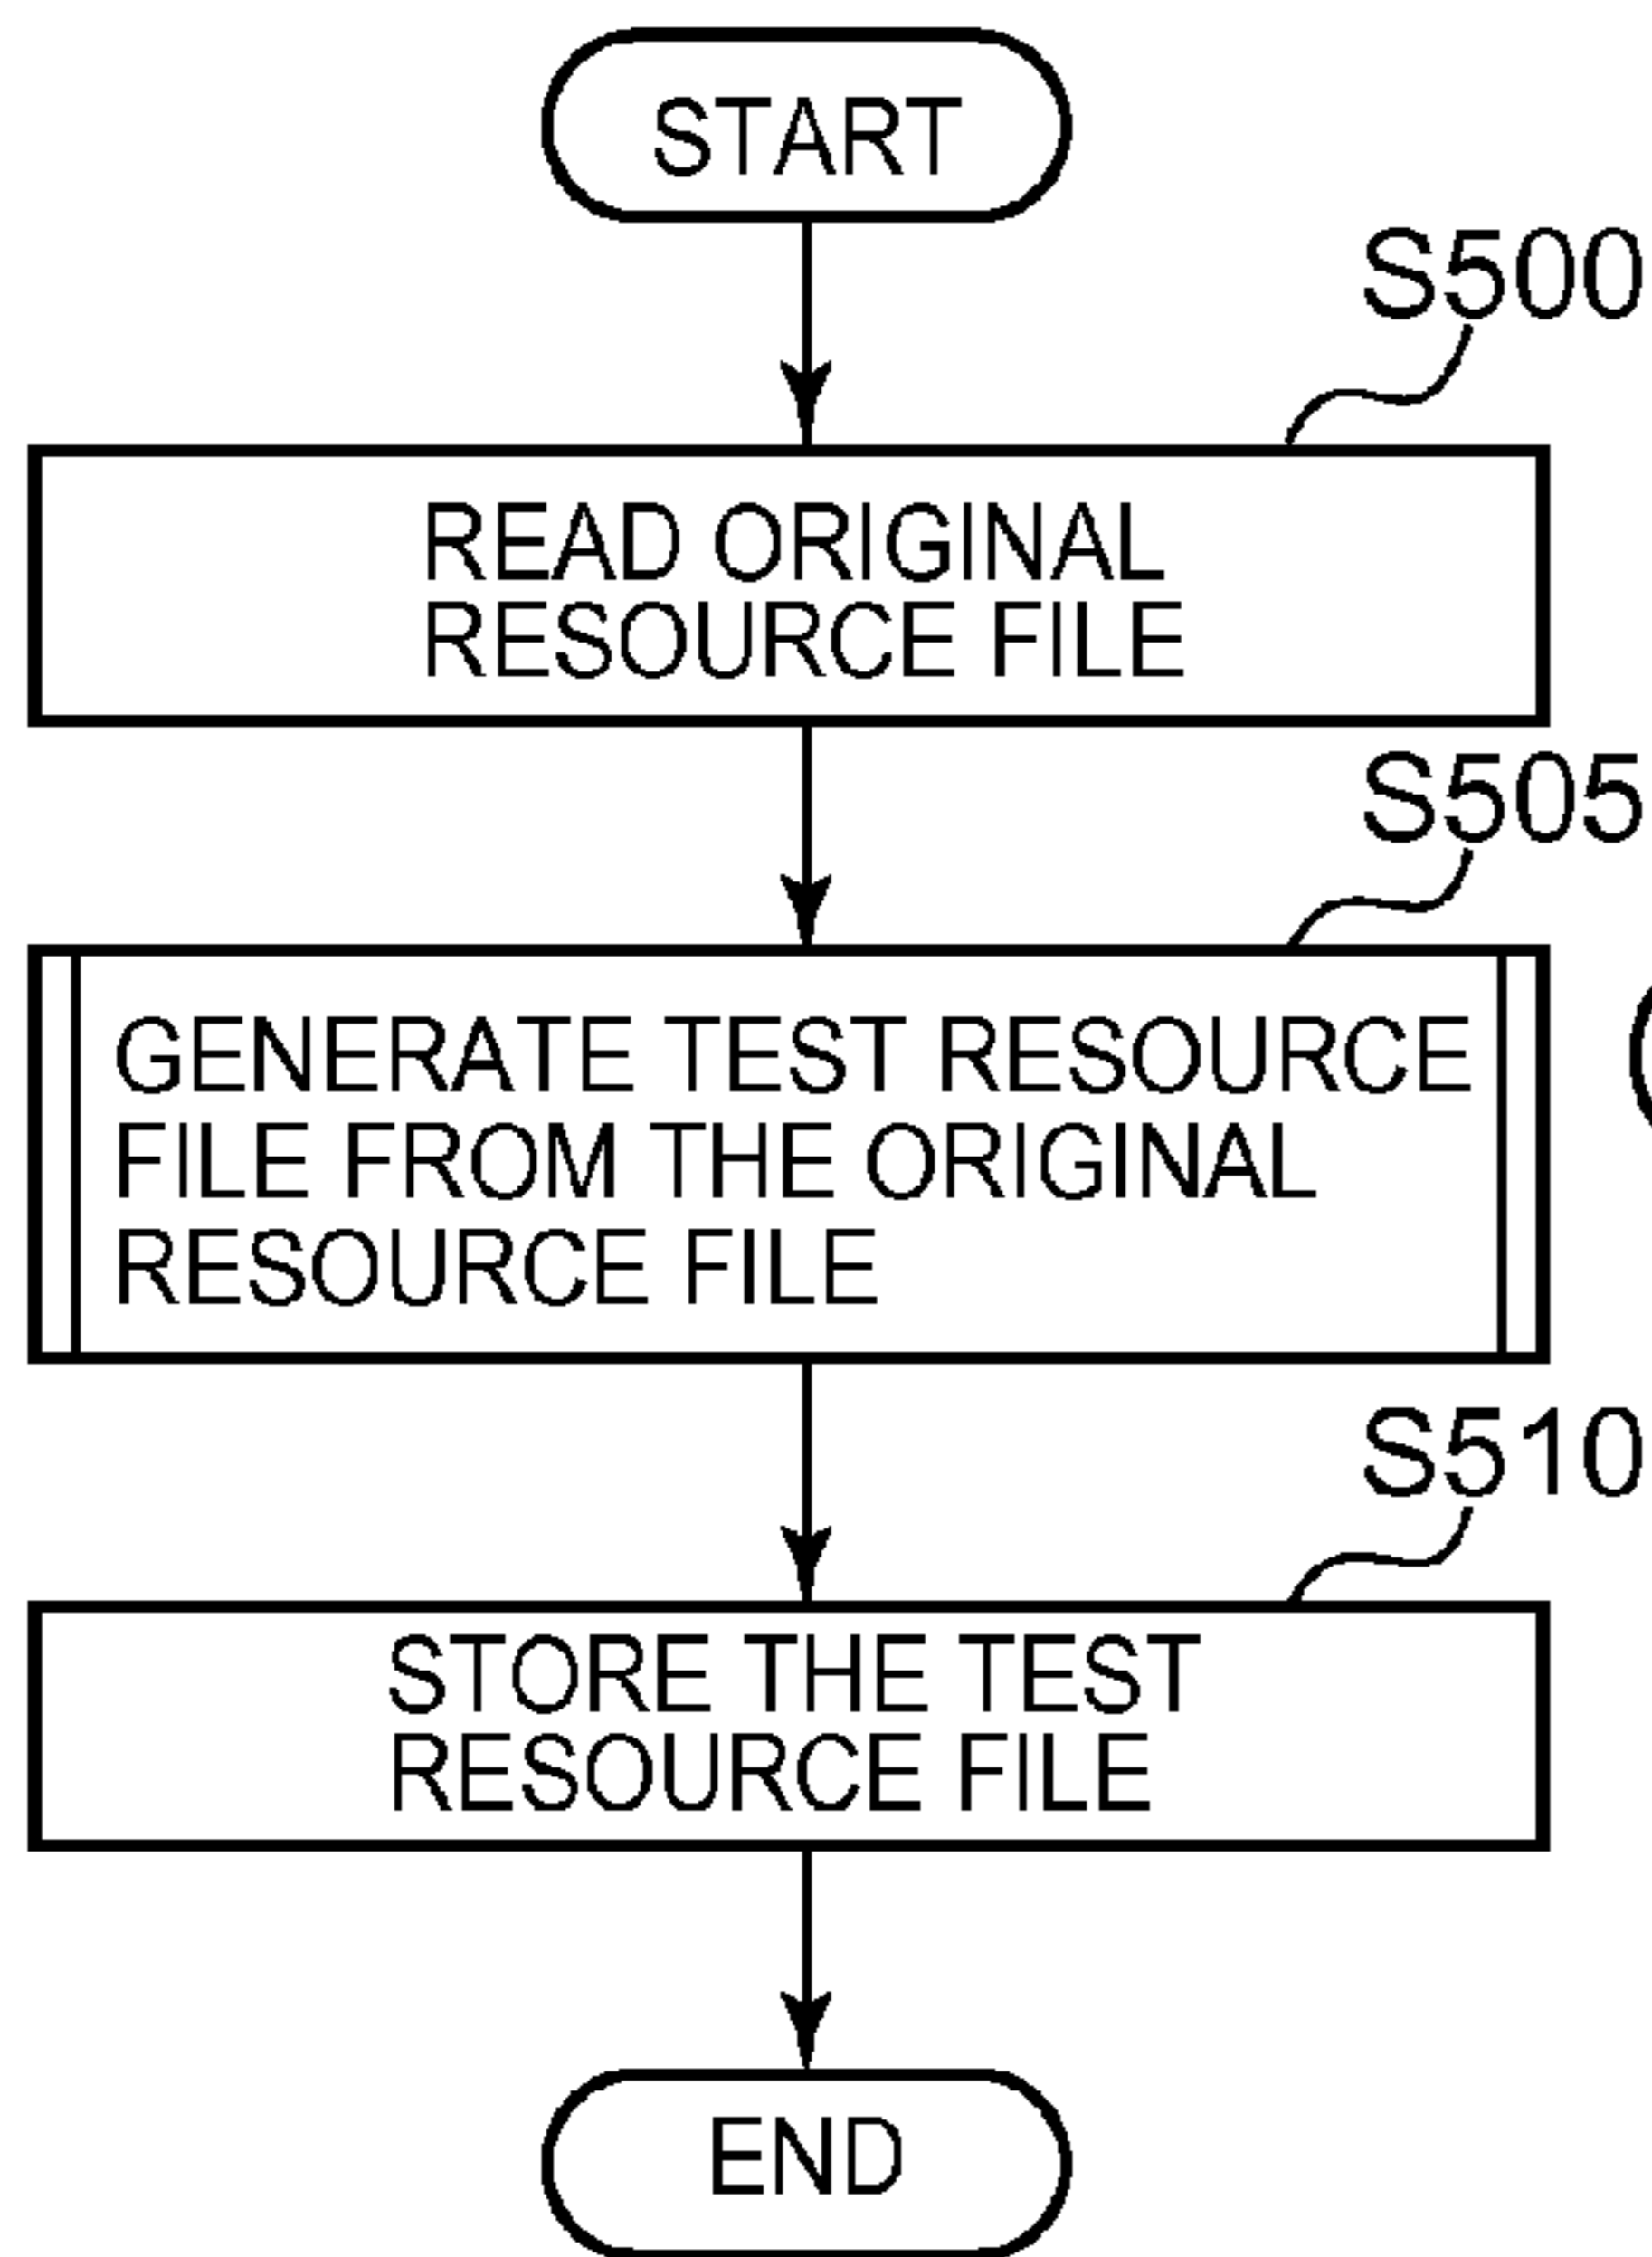 START
S500
READ ORIGINAL
RESOURCE FILE
S505
GENERATE TEST RESOURCE
FILE FROM THE ORIGINAL
RESOURCE FILE
S510
STORE THE TEST
RESOURCE FILE
END